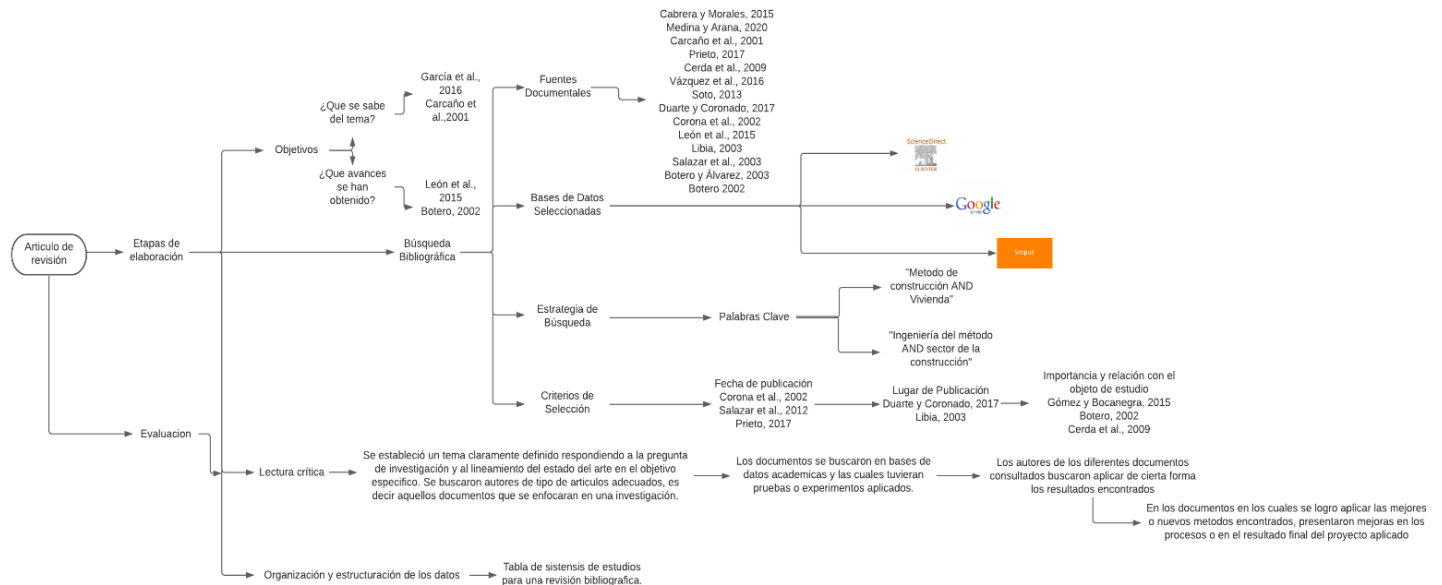 Articulo de
revisión
Etapas de
elaboración
Evaluacion
Objetivos
¿Que se sabe
del tema?
García et al.,
2016
Carcaño et
al.,2001
¿Que avances
se han
obtenido?
León et al.,
2015
Botero, 2002
Búsqueda
Bibliográfica
Fuentes
Documentales
Cabrera y Morales, 2015
Medina y Arana, 2020
Carcaño et al., 2001
Prieto, 2017
Cerda et al., 2009
Vázquez et al., 2016
Soto, 2013
Duarte y Coronado, 2017
Corona et al., 2002
León et al., 2015
Libia, 2003
Salazar et al., 2003
Botero y Álvarez, 2003
Botero 2002
Bases de Datos
Seleccionadas
ScienceDirect
ELSEVIER
Google
Scopus
Estrategia de
Búsqueda
Palabras Clave
"Metodo de
construcción AND
Vivienda"
"Ingeniería del método
AND sector de la
construcción"
Criterios de
Selección
Fecha de publicación
Corona et al., 2002
Salazar et al., 2012
Prieto, 2017
Lugar de Publicación
Duarte y Coronado, 2017
Libia, 2003
Importancia y relación con el
objeto de estudio
Gómez y Bocanegra, 2015
Botero, 2002
Cerda et al., 2009
Lectura crítica
Se estableció un tema claramente definido respondiendo a la pregunta
de investigación y al lineamiento del estado del arte en el objetivo
especifico. Se buscaron autores de tipo de articulos adecuados, es
decir aquellos documentos que se enfocaran en una investigación.
Los documentos se buscaron en bases de
datos academicas y las cuales tuvieran
pruebas o experimentos aplicados.
Los autores de los diferentes documentos
consultados buscaron aplicar de cierta forma
los resultados encontrados
En los documentos en los cuales se logro aplicar las mejores
o nuevos metodos encontrados, presentaron mejoras en los
procesos o en el resultado final del proyecto aplicado
Organización y estructuración de los datos
Tabla de sistensis de estudios
para una revisión bibliografica.